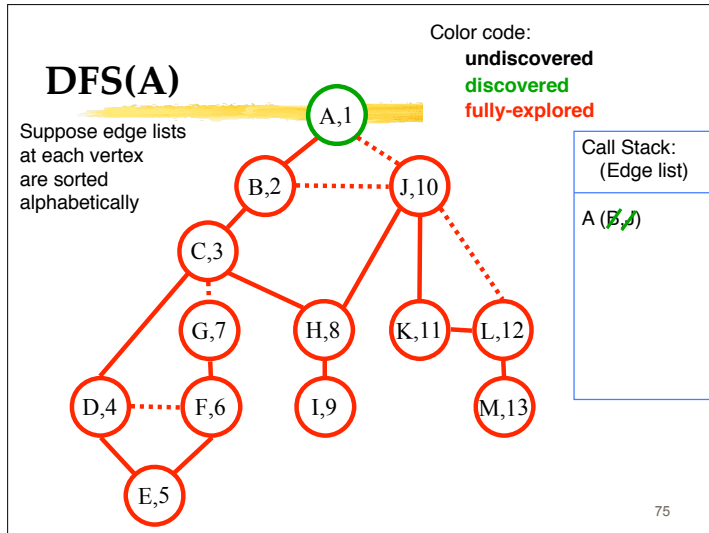 Color code:
undiscovered
discovered
fully-explored
DFS(A)
Suppose edge lists
at each vertex
are sorted
alphabetically
A,1
B,2
J,10
C,3
G,7
H,8
K,11
L,12
D,4
F,6
I,9
M,13
E,5
Call Stack:
(Edge list)
A (B,J)
75